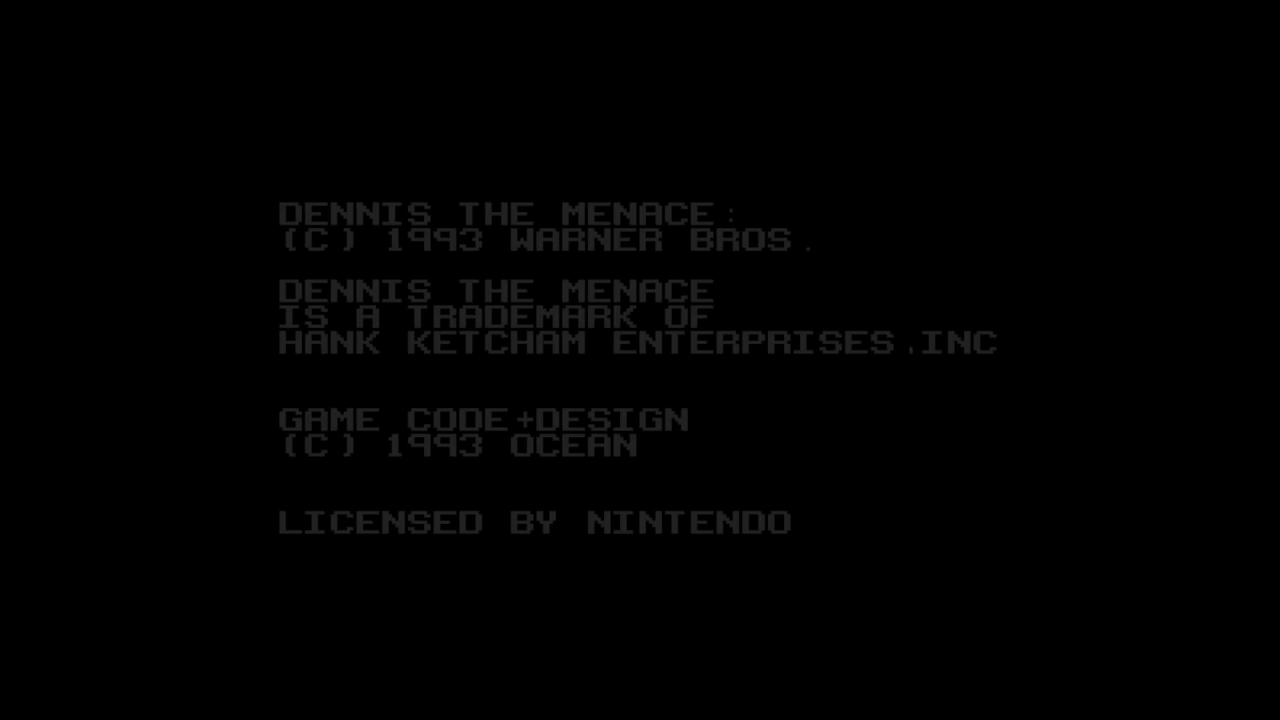 DENNIS THE MENACE:
(C) 1993 WARNER BROS.
DENNIS THE MENACE
IS A TRADEMARK OF
HANK KETCHAM ENTERPRISES.INC
GAME CODE+DESIGN
(C) 1993 OCEAN
LICENSED BY NINTENDO